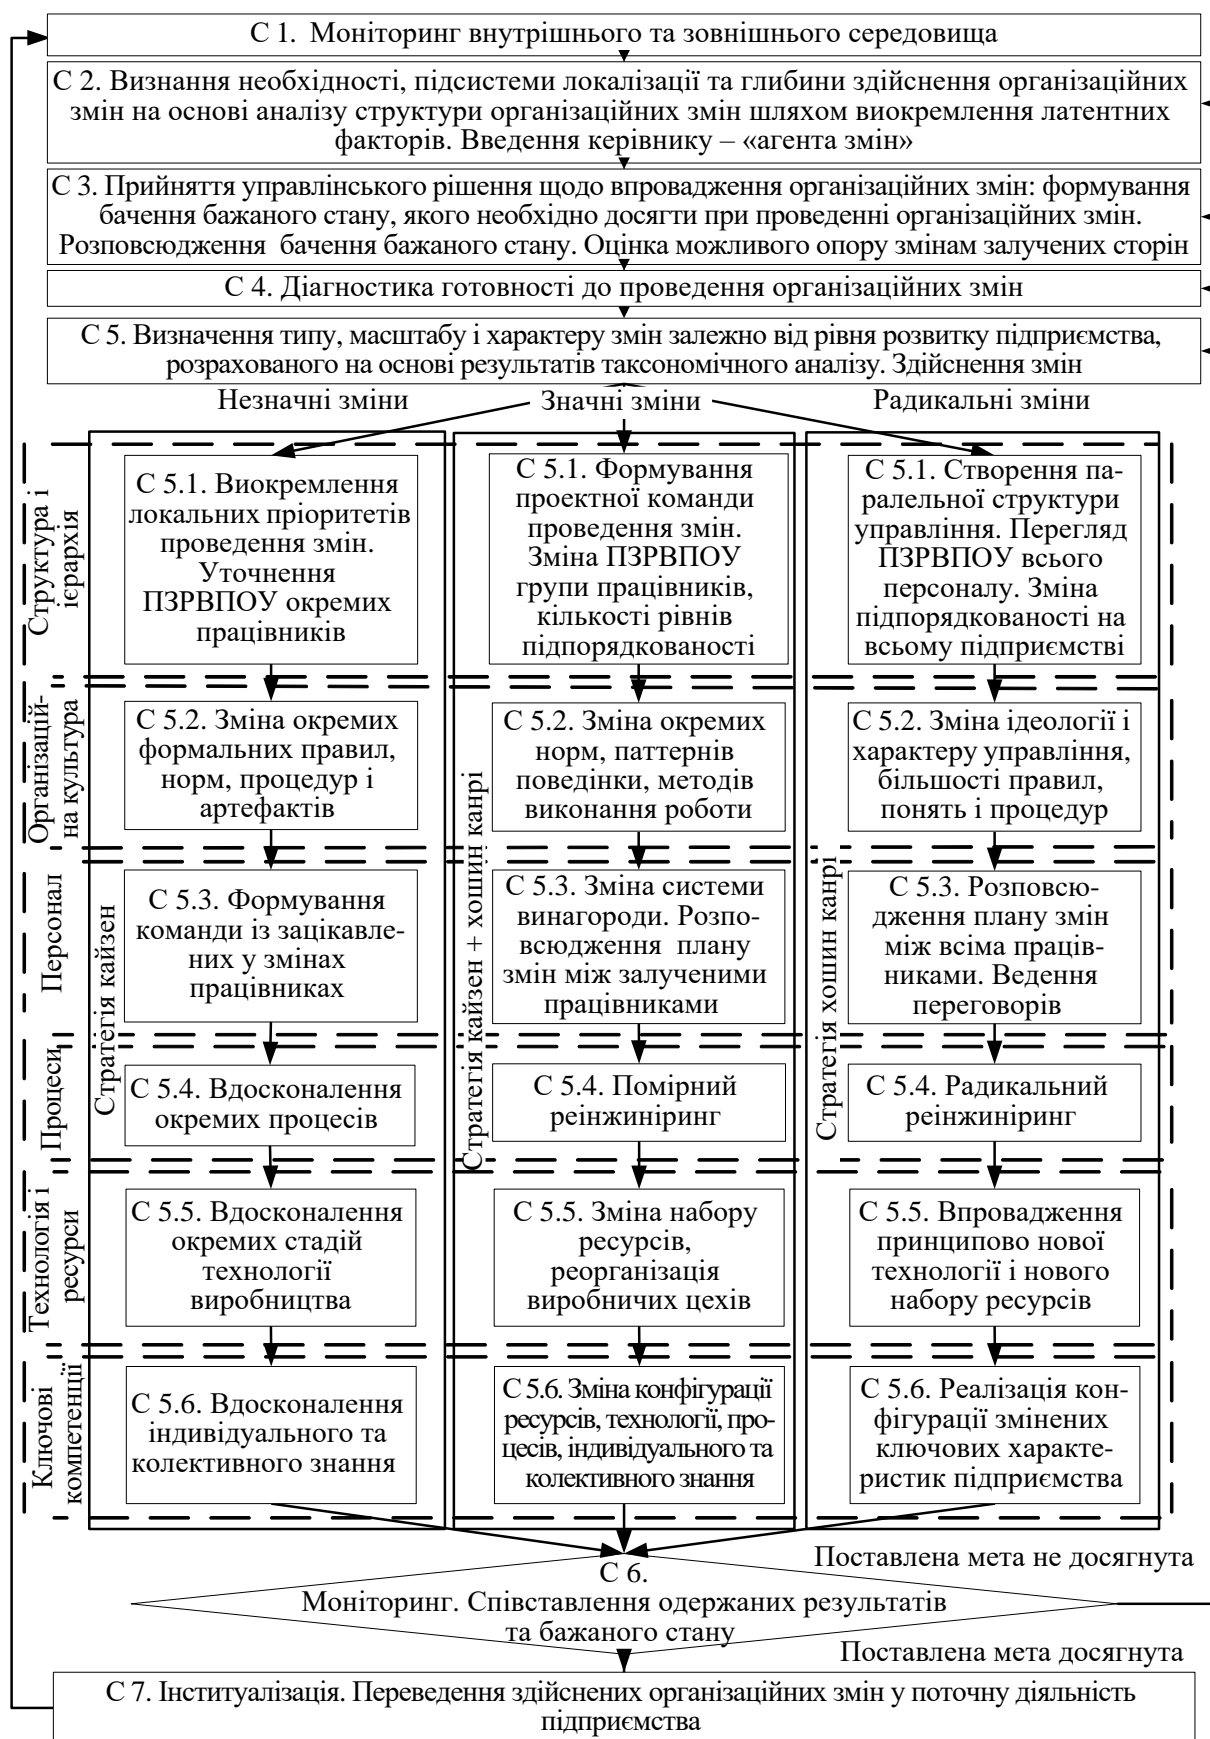 С 1. Моніторинг внутрішнього та зовнішнього середовища
С 2. Визнання необхідності, підсистеми локалізації та глибини здійснення організаційних
змін на основі аналізу структури організаційних змін шляхом виокремлення латентних
факторів. Введення керівнику – «агента змін»
С 3. Прийняття управлінського рішення щодо впровадження організаційних змін: формування
бачення бажаного стану, якого необхідно досягти при проведенні організаційних змін.
Розповсюдження бачення бажаного стану. Оцінка можливого опору змінам залучених сторін
С 4. Діагностика готовності до проведення організаційних змін
С 5. Визначення типу, масштабу і характеру змін залежно від рівня розвитку підприємства,
розрахованого на основі результатів таксономічного аналізу. Здійснення змін
Незначні зміни
Значні зміни
Радикальні зміни
Структура і
ієрархія
С 5.1. Виокремлення
локальних пріоритетів
проведення змін.
Уточнення
ПЗРВПОУ окремих
працівників
С 5.1. Формування
проектної команди
проведення змін.
Зміна ПЗРВПОУ
групи працівників,
кількості рівнів
підпорядкованості
С 5.1. Створення па-
ралельної структури
управління. Перегляд
ПЗРВПОУ всього
персоналу. Зміна
підпорядкованості на
всьому підприємстві
Організацій-
на культура
С 5.2. Зміна окремих
формальних правил,
норм, процедур і
артефактів
С 5.2. Зміна окремих
норм, паттернів
поведінки, методів
виконання роботи
С 5.2. Зміна ідеології і
характеру управління,
більшості правил,
понять і процедур
Персонал
Стратегія кайзен
С 5.3. Формування
команди із зацікавле-
них у змінах
працівниках
Стратегія кайзен + хошин канрі
С 5.3. Зміна системи
винагороди. Розпо-
всюдження плану
змін між залученими
працівниками
Стратегія хошин канрі
С 5.3. Розповсю-
дження плану змін
між всіма праців-
никами. Ведення
переговорів
Процеси
С 5.4. Вдосконалення
окремих процесів
С 5.4. Помірний
реінжиніринг
С 5.4. Радикальний
реінжиніринг
Технологія і
ресурси
С 5.5. Вдосконалення
окремих стадій
технології
виробництва
С 5.5. Зміна набору
ресурсів,
реорганізація
виробничих цехів
С 5.5. Впровадження
принципово нової
технології і нового
набору ресурсів
Ключові
компетенції
С 5.6. Вдосконалення
індивідуального та
колективного знання
С 5.6. Зміна конфігурації
ресурсів, технології, про-
цесів, індивідуального та
колективного знання
С 5.6. Реалізація кон-
фігурації змінених
ключових характе-
ристик підприємства
Поставлена мета не досягнута
С 6.
Моніторинг. Співставлення одержаних результатів
та бажаного стану
Поставлена мета досягнута
С 7. Інституалізація. Переведення здійснених організаційних змін у поточну діяльність
підприємства